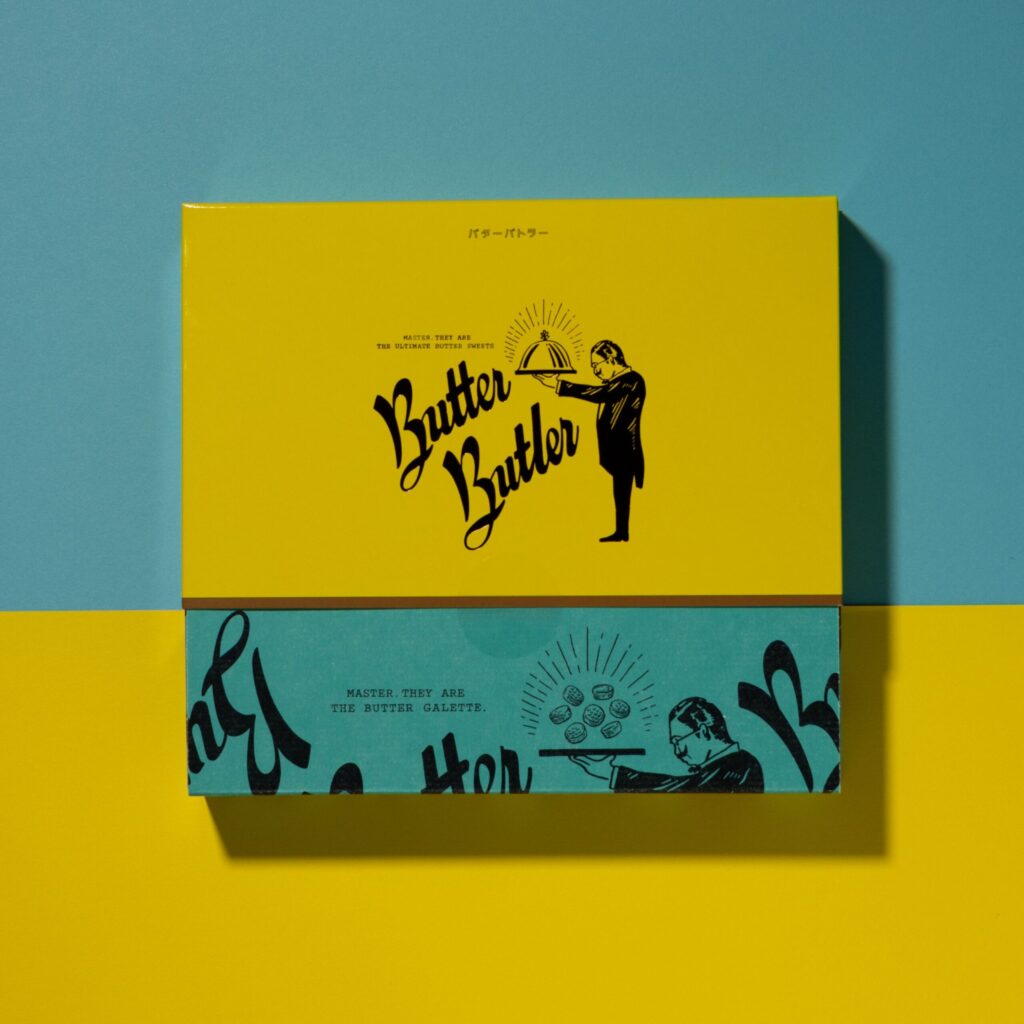 バターバトラー
MASTER. THEY ARE
THE ULTIMATE BUTTER SWEETS
Butter
Butler
MASTER. THEY ARE
THE BUTTER GALETTE.
Butter